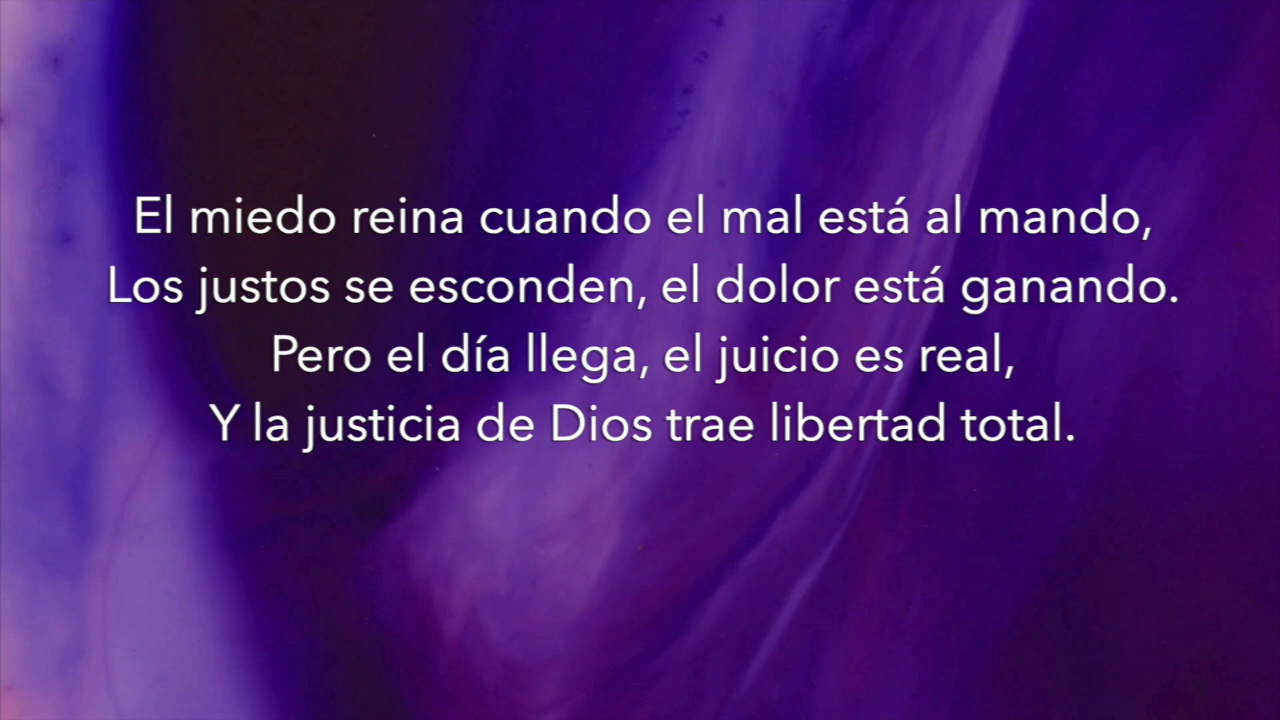 El miedo reina cuando el mal está al mando,
Los justos se esconden, el dolor está ganando.
Pero el día llega, el juicio es real,
Y la justicia de Dios trae libertad total.